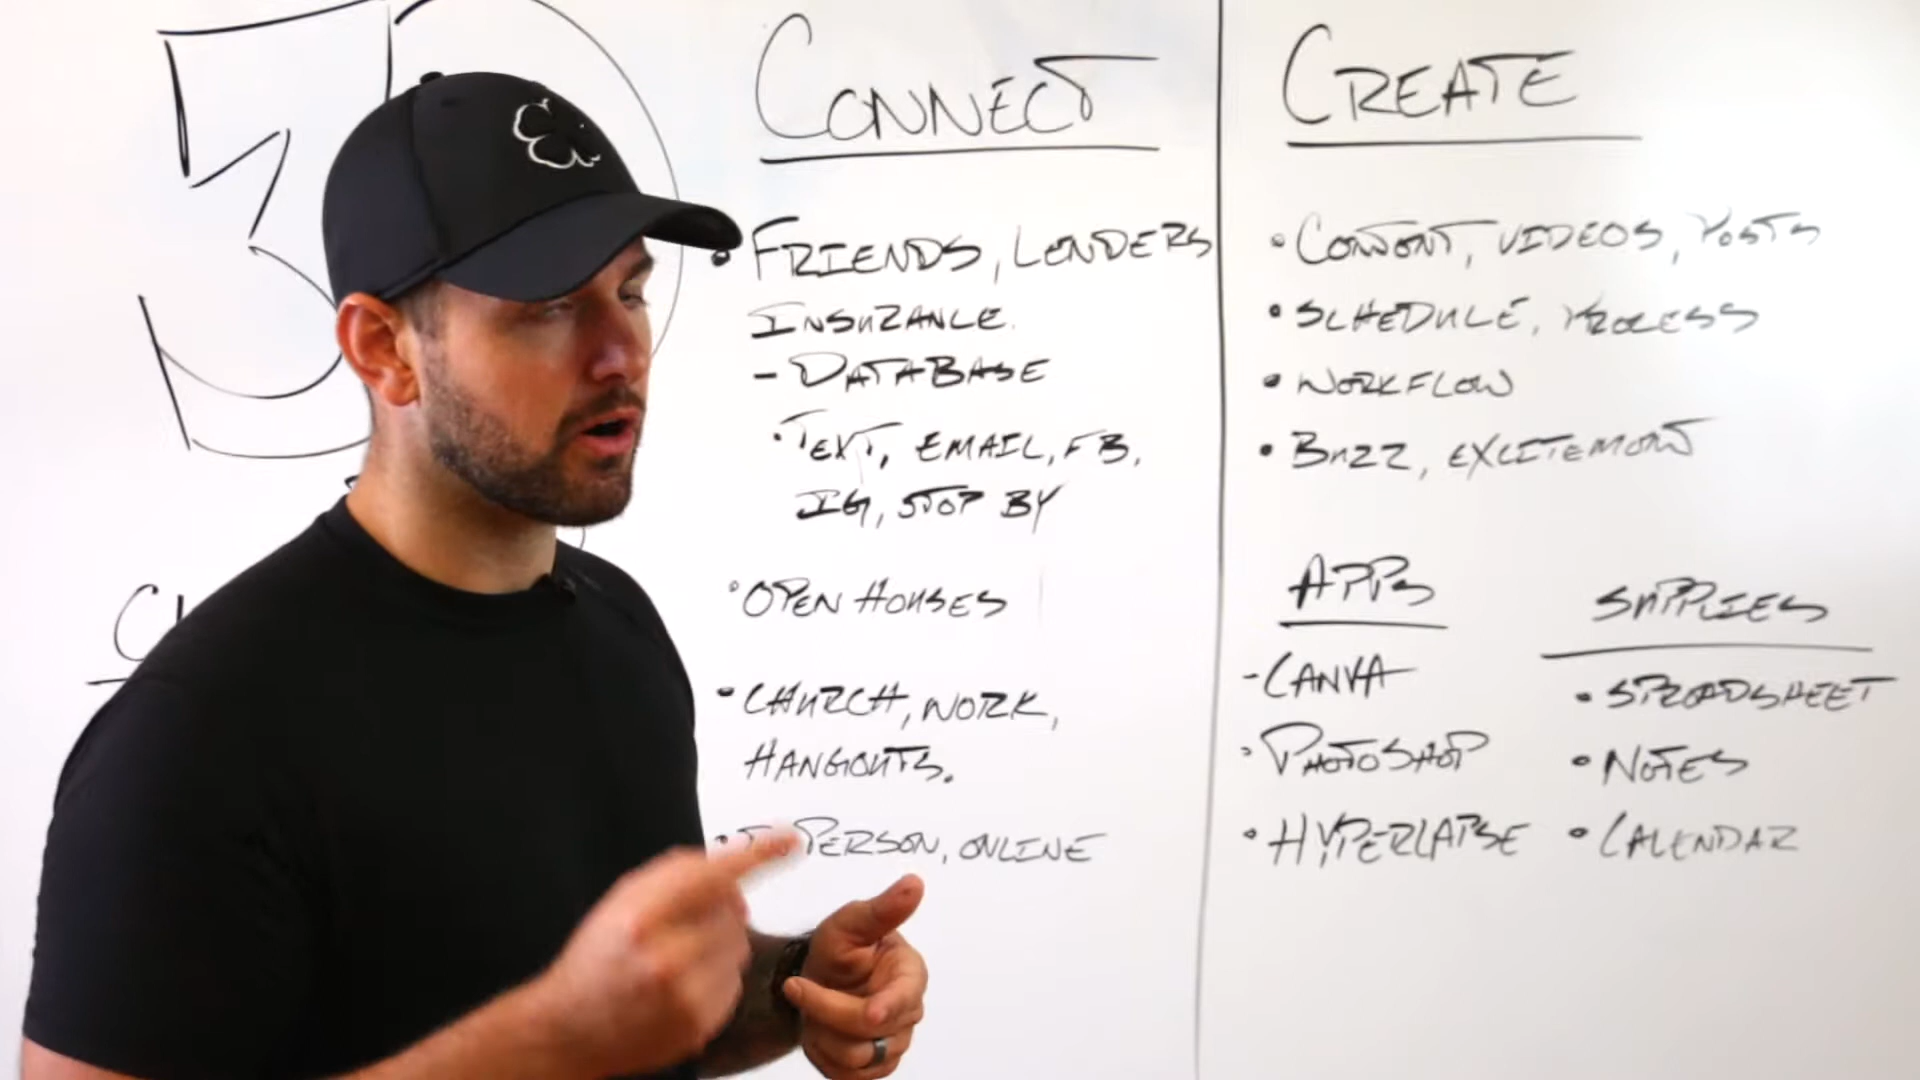 3
C
CONNECT
• FRIENDS, LENDERS
INSURANCE.
- DATABASE
• TEXT, EMAIL, FB,
IG, STOP BY
• OPEN HOUSES
• CHURCH, WORK,
HANGOUTS.
• PERSON, ONLINE
CREATE
• CONTENT, VIDEOS, POSTS
• SCHEDULE, PROCESS
• WORKFLOW
• BUZZ, EXCITEMENT
APPS
- CANVA
• PHOTOSHOP
• HYPERLAPSE
SUPPLIES
• SPREADSHEET
• NOTES
• CALENDAR